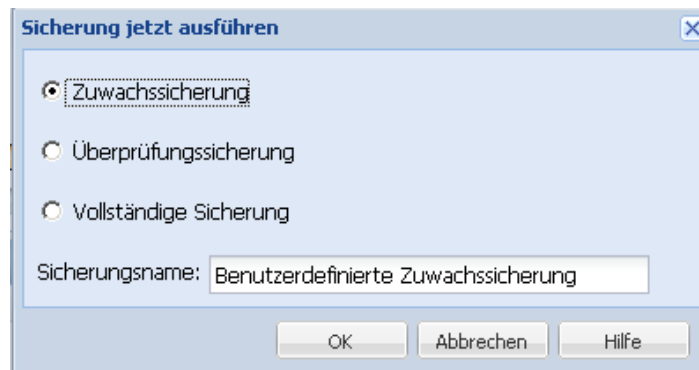 Sicherung jetzt ausführen
Zuwachssicherung
Überprüfungssicherung
Vollständige Sicherung
Sicherungsname: Benutzerdefinierte Zuwachssicherung
OK Abbrechen Hilfe